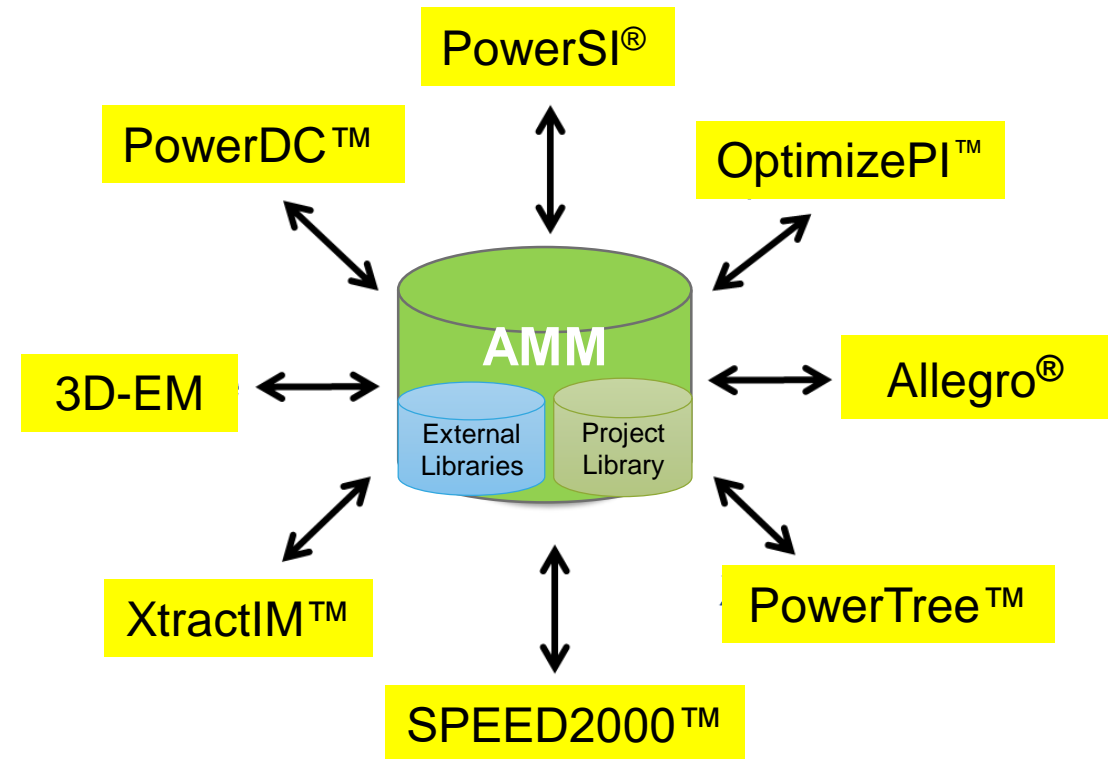 PowerSI®
PowerDC™
OptimizePI™
AMM
3D-EM
Allegro®
External
Libraries
Project
Library
XtractIM™
PowerTree™
SPEED2000™